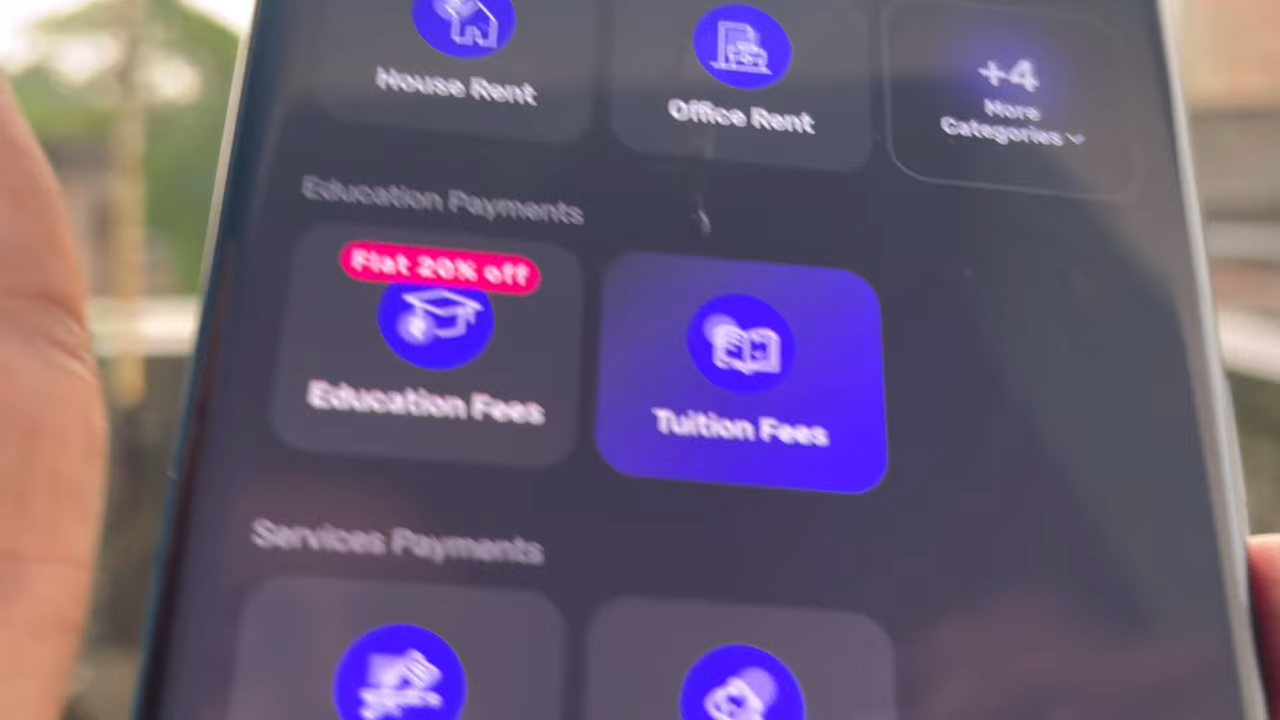 House Rent
Office Rent
+4
More
Categories
Education Payments
Flat 20% off
Education Fees
Tuition Fees
Services Payments